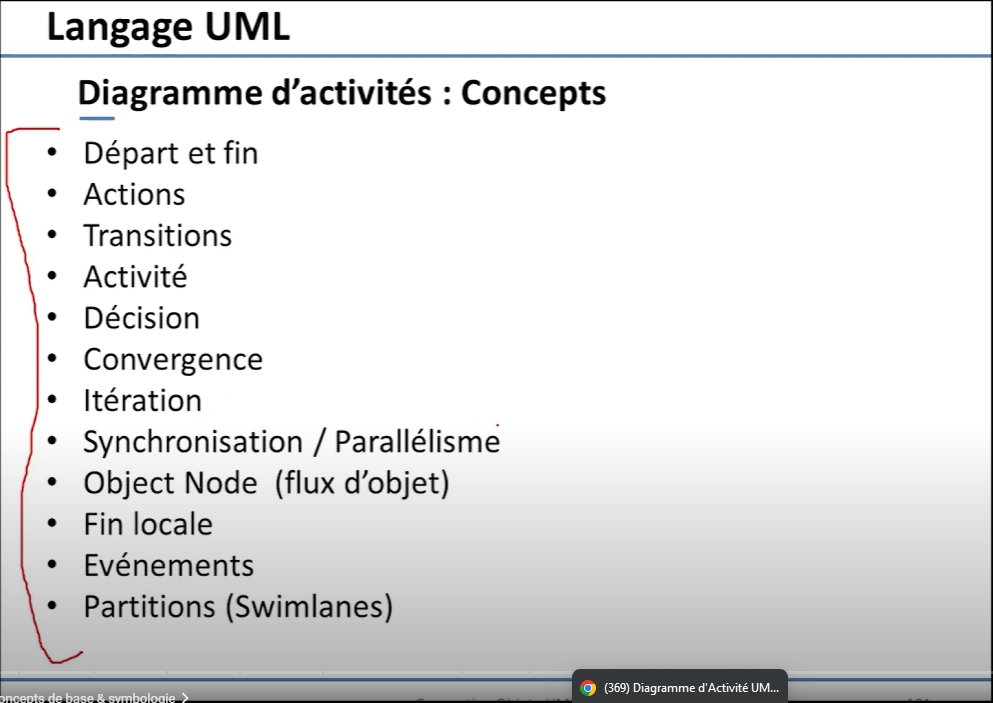 Langage UML
Diagramme d'activités : Concepts
• Départ et fin
• Actions
• Transitions
• Activité
• Décision
• Convergence
• Itération
• Synchronisation / Parallélisme
• Object Node (flux d'objet)
• Fin locale
• Evénements
• Partitions (Swimlanes)
(369) Diagramme d'Activité UM...
oncepts de base & symbologie >